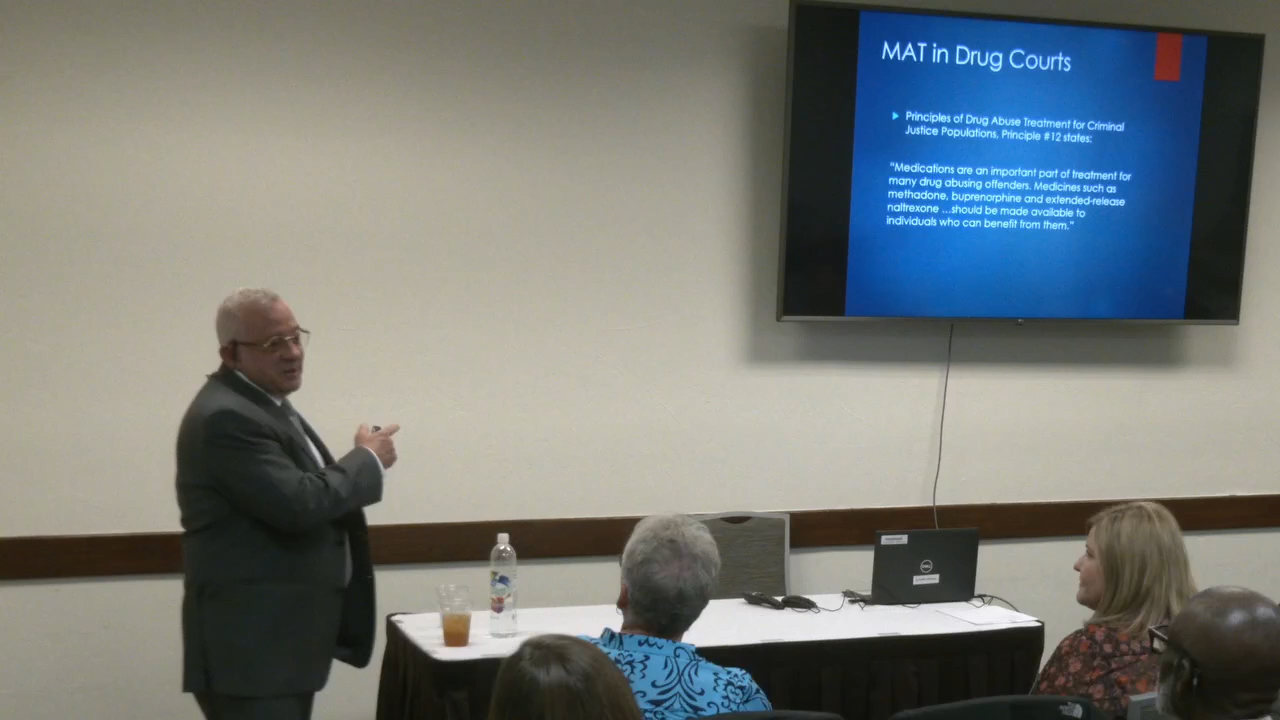 MAT in Drug Courts
Principles of Drug Abuse Treatment for Criminal
Justice Populations, Principle #12 states:
"Medications are an important part of treatment for
many drug abusing offenders. Medicines such as
methadone, buprenorphine and extended-release
naltrexone ...should be made available to
individuals who can benefit from them."
DELL